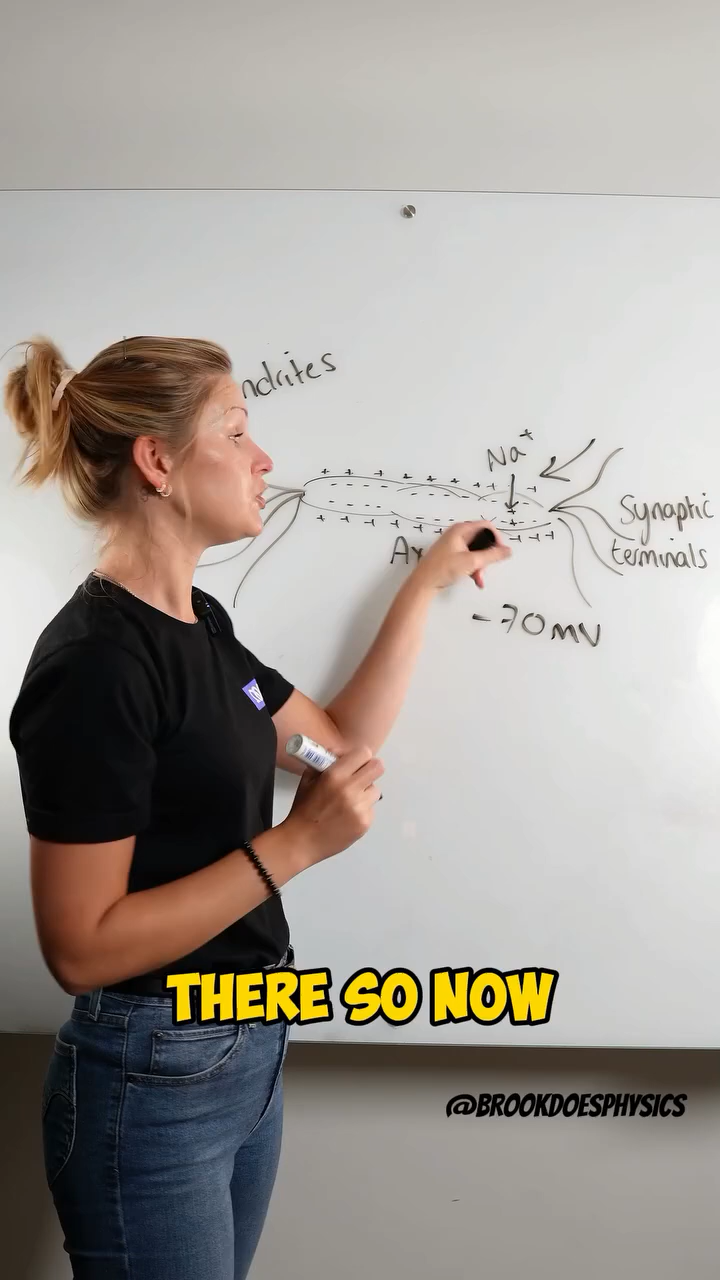 ndrites
Na+
Synaptic
terminals
-70mV
THERE SO NOW
@BROOKDOESPHYSICS